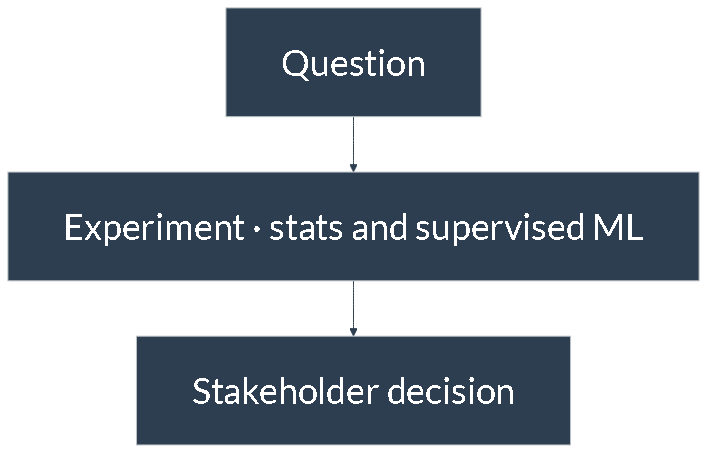 Question
Experiment · stats and supervised ML
Stakeholder decision